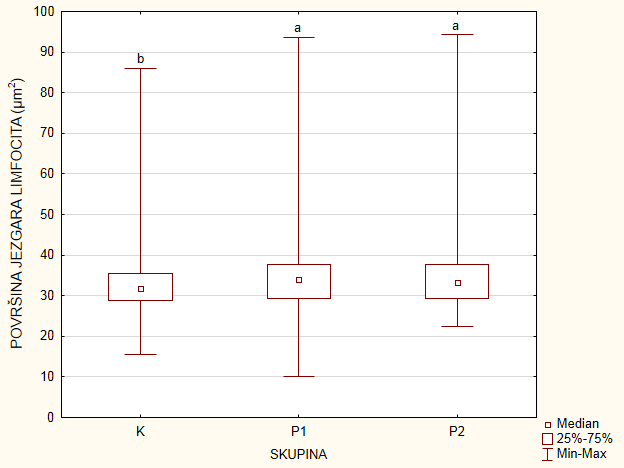 100
90
80
70
60
50
40
30
20
10
0
POVRŠINA JEZGARA LIMFOCITA (µm²)
b
a
a
K
P1
P2
SKUPINA
Median
25%-75%
Min-Max